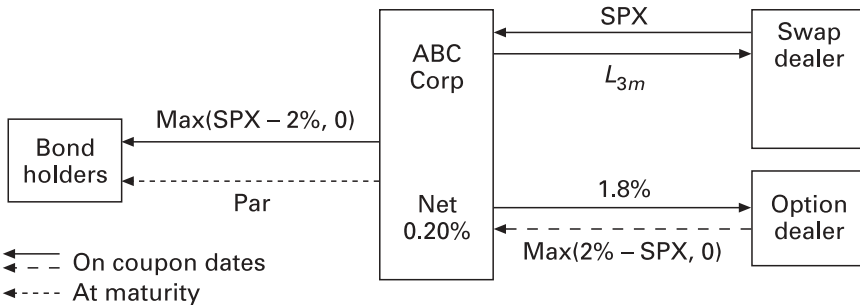 SPX
Swap
dealer
ABC
Corp
L3m
Max(SPX – 2%, 0)
Bond
holders
Par
Net
0.20%
1.8%
Option
dealer
Max(2% – SPX, 0)
On coupon dates
At maturity